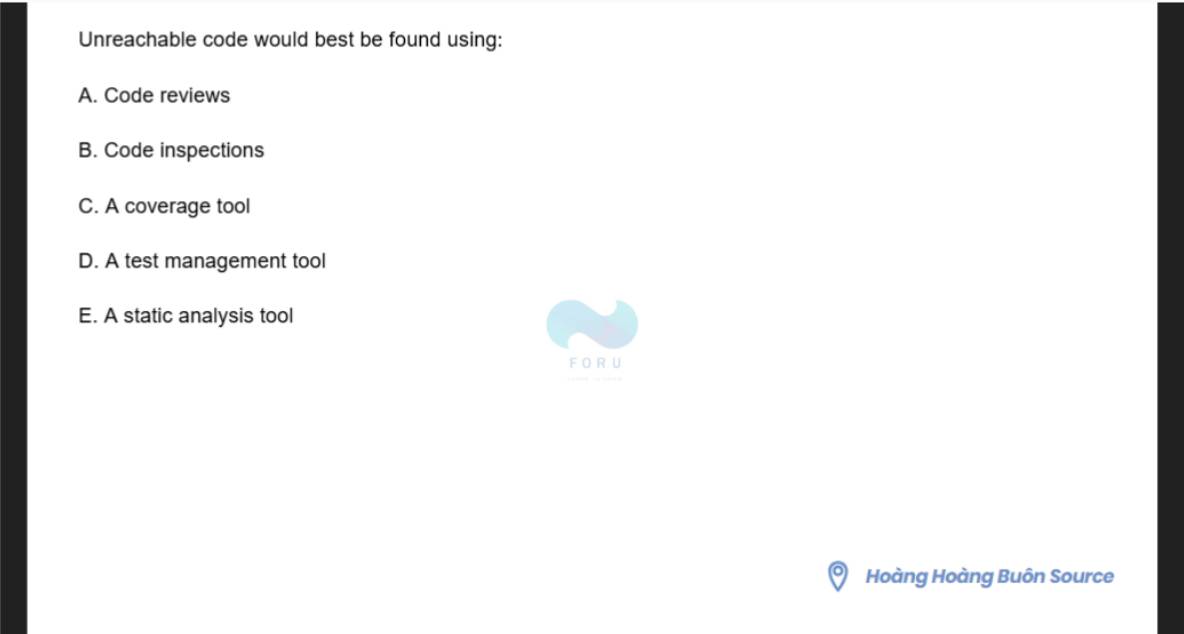 Unreachable code would best be found using:
A. Code reviews
B. Code inspections
C. A coverage tool
D. A test management tool
E. A static analysis tool
FORU
Hoàng Hoàng Buôn Source